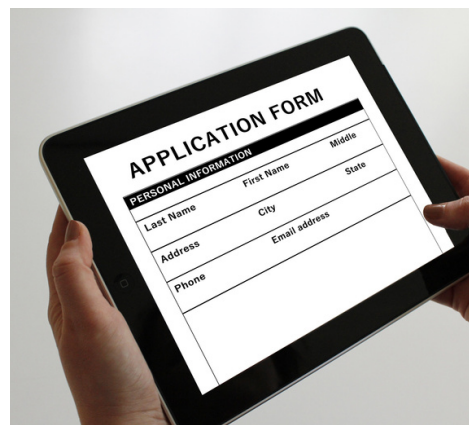 APPLICATION FORM
PERSONAL INFORMATION
Last Name First Name Middle
Address City State
Phone Email address